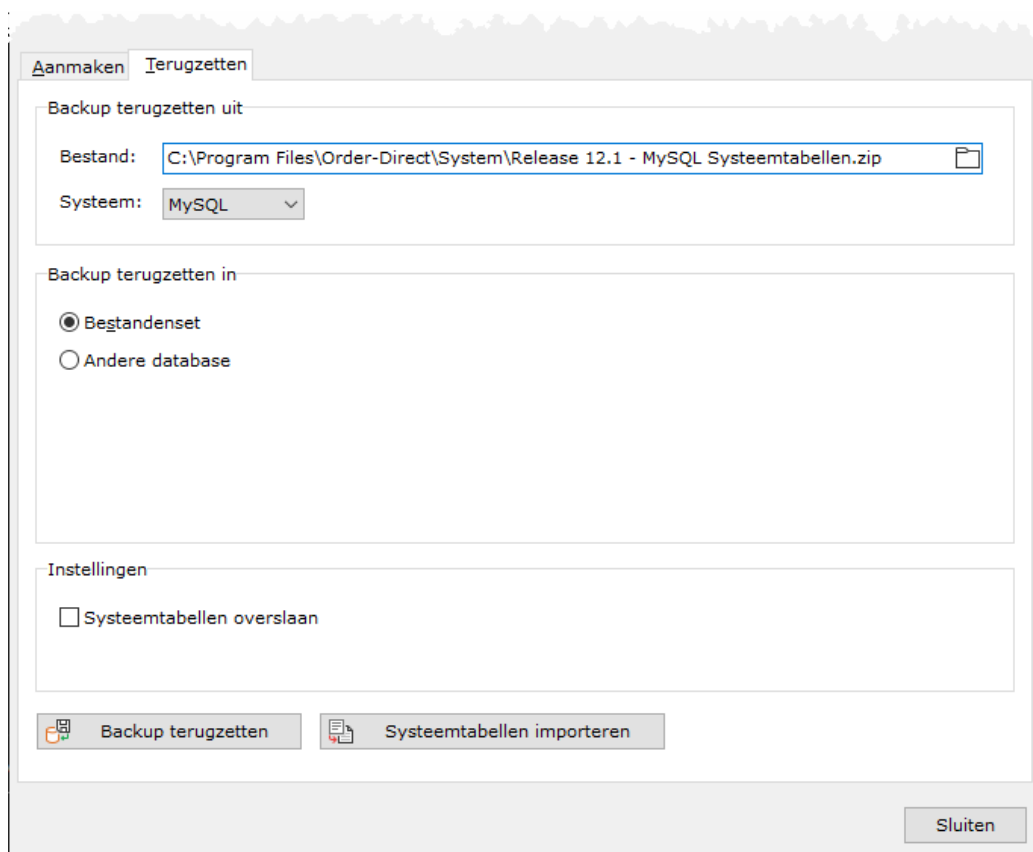 Aanmaken Terugzetten
Backup terugzetten uit
Bestand: C:\Program Files\Order-Direct\System\Release 12.1 - MySQL Systeemtabellen.zip
Systeem: MySQL
Backup terugzetten in
Bestandenset
Andere database
Instellingen
Systeemtabellen overslaan
Backup terugzetten Systeemtabellen importeren
Sluiten